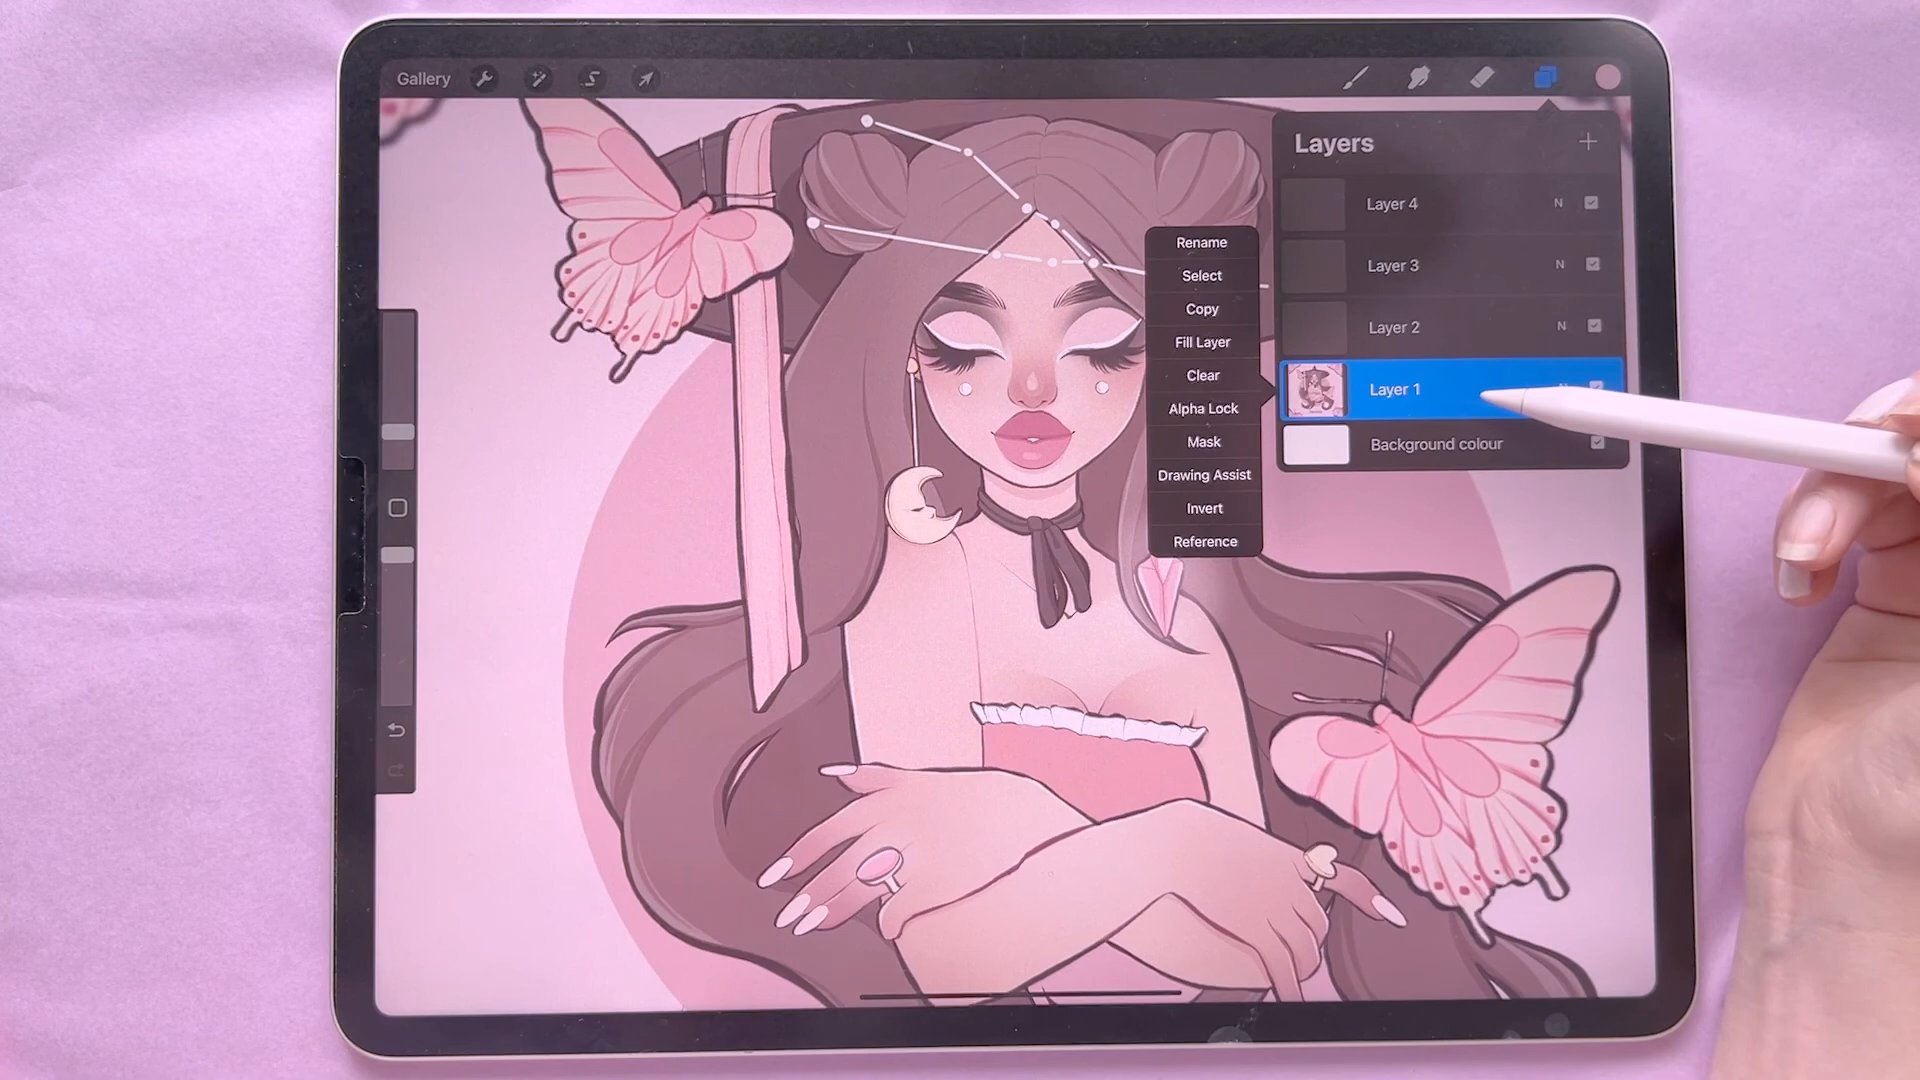 Gallery
Layers
Layer 4 N
Layer 3 N
Layer 2 N
Layer 1 N
Background colour
Rename
Select
Copy
Fill Layer
Clear
Alpha Lock
Mask
Drawing Assist
Invert
Reference